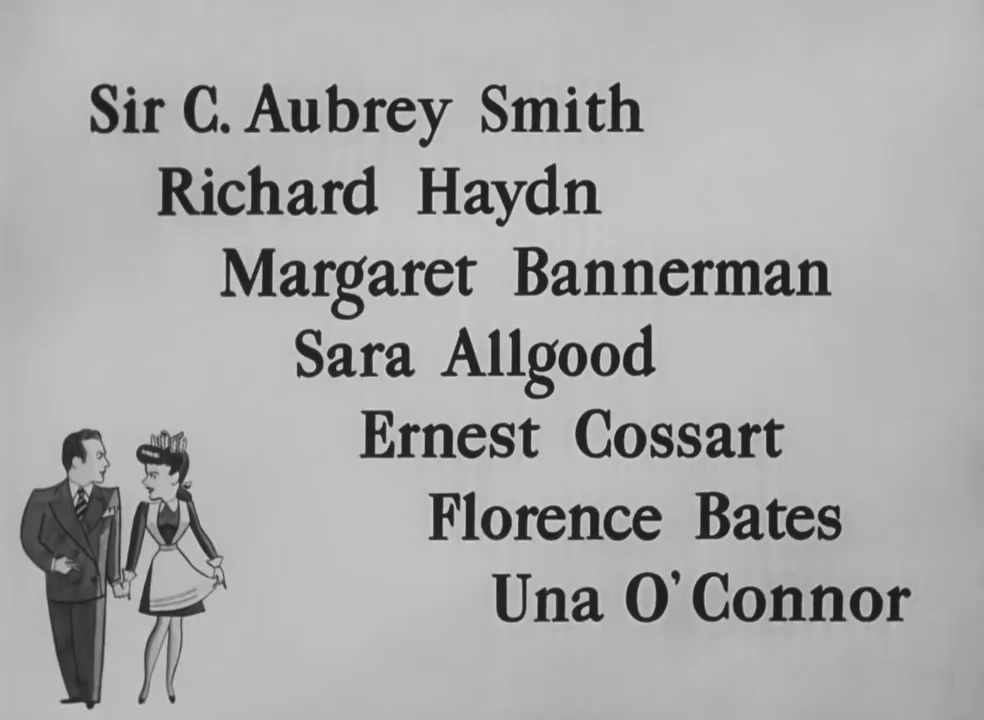 Sir C. Aubrey Smith
Richard Haydn
Margaret Bannerman
Sara Allgood
Ernest Cossart
Florence Bates
Una O'Connor